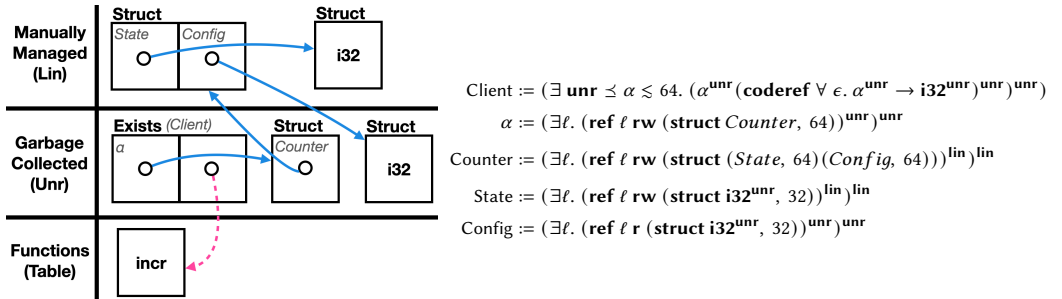 Manually
Managed
(Lin)
Struct
State
Config
Struct
i32
Garbage
Collected
(Unr)
Exists (Client)
α
Struct
Counter
Struct
i32
Functions
(Table)
incr
Client := (∃ unr ⪯ α ≲ 64. (α^unr (coderef ∀ ϵ. α^unr → i32^unr)^unr)^unr)
α := (∃ℓ. (ref ℓ rw (struct Counter, 64))^unr)^unr
Counter := (∃ℓ. (ref ℓ rw (struct (State, 64)(Config, 64)))^lin)^lin
State := (∃ℓ. (ref ℓ rw (struct i32^unr, 32))^lin)^lin
Config := (∃ℓ. (ref ℓ r (struct i32^unr, 32))^unr)^unr